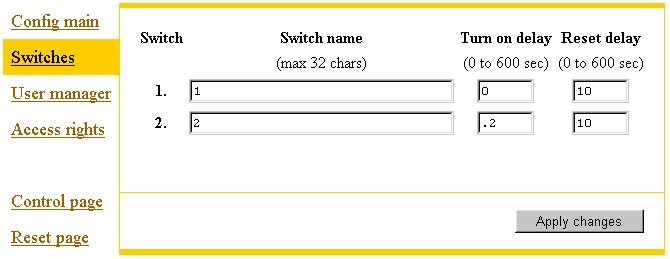 Config main
Switches
User manager
Access rights
Control page
Reset page
Switch Switch name Turn on delay Reset delay
(max 32 chars) (0 to 600 sec) (0 to 600 sec)
1. 1 0 10
2. 2 .2 10
Apply changes